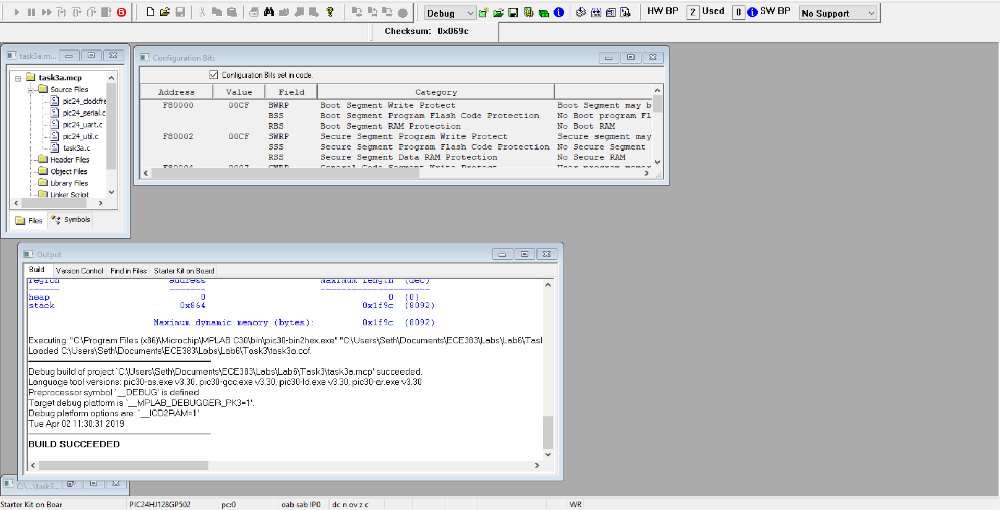 Debug
HW BP 2 Used 0 SW BP No Support
Checksum: 0x069c
task3a.m...
task3a.mcp
Source Files
pic24_clockfre
pic24_serial.c
pic24_uart.c
pic24_util.c
task3a.c
Header Files
Object Files
Library Files
Linker Script
Files Symbols
Configuration Bits
Configuration Bits set in code.
Address Value Field Category
F80000 00CF BWRP Boot Segment Write Protect Boot Segment may b
BSS Boot Segment Program Flash Code Protection No Boot program Fl
RBS Boot Segment RAM Protection No Boot RAM
F80002 00CF SWRP Secure Segment Program Write Protect Secure segment may
SSS Secure Segment Program Flash Code Protection No Secure Segment
RSS Secure Segment Data RAM Protection No Secure RAM
F80004 0007 GWRP General Code Segment Write Protect User program memor
Output
Build Version Control Find in Files Starter Kit on Board
region address maximum length (dec)
------ ------- ---------------------
heap 0 0 (0)
stack 0x864 0x1f9c (8092)
Maximum dynamic memory (bytes): 0x1f9c (8092)
Executing: "C:\Program Files (x86)\Microchip\MPLAB C30\bin\pic30-bin2hex.exe" "C:\Users\Seth\Documents\ECE383\Labs\Lab6\Tasl
Loaded C:\Users\Seth\Documents\ECE383\Labs\Lab6\Task3\task3a.cof.
Debug build of project `C:\Users\Seth\Documents\ECE383\Labs\Lab6\Task3\task3a.mcp' succeeded.
Language tool versions: pic30-as.exe v3.30, pic30-gcc.exe v3.30, pic30-ld.exe v3.30, pic30-ar.exe v3.30
Preprocessor symbol `__DEBUG' is defined.
Target debug platform is `__MPLAB_DEBUGGER_PK3=1'.
Debug platform options are: `__ICD2RAM=1'.
Tue Apr 02 11:30:31 2019
BUILD SUCCEEDED
C:\...\task3...
Starter Kit on Boar PIC24HJ128GP502 pc:0 oab sab IP0 dc n ov z c WR